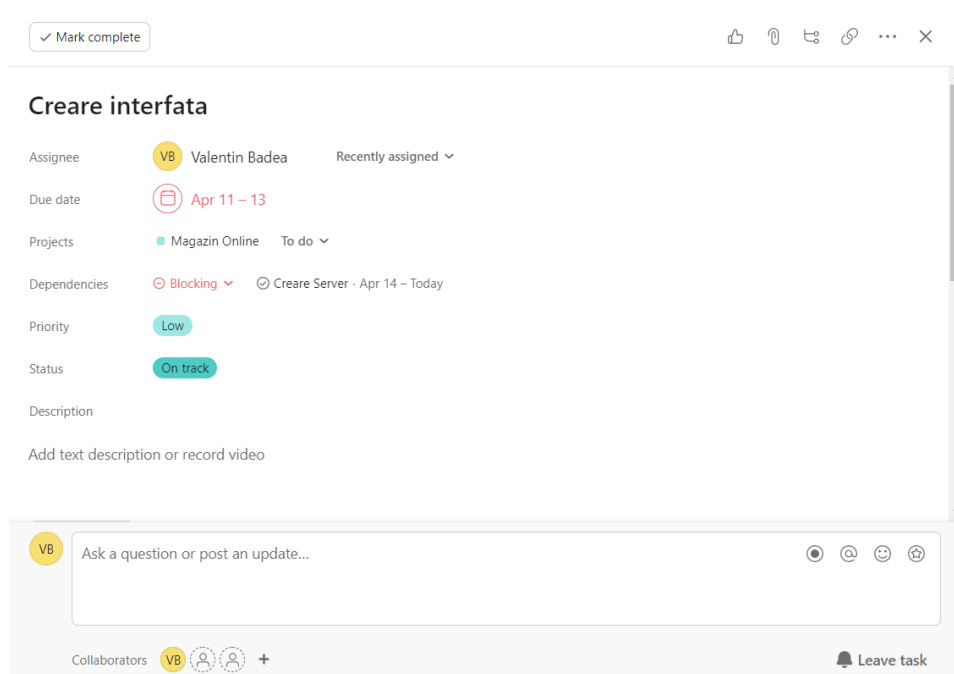 Mark complete
Creare interfata
Assignee VB Valentin Badea Recently assigned
Due date Apr 11 – 13
Projects Magazin Online To do
Dependencies Blocking Creare Server · Apr 14 – Today
Priority Low
Status On track
Description
Add text description or record video
VB Ask a question or post an update...
Collaborators VB + Leave task